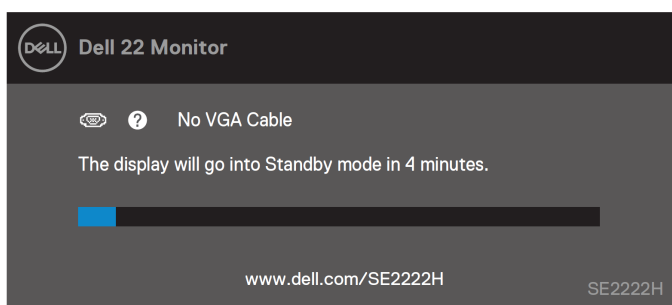 DELL
Dell 22 Monitor
? No VGA Cable
The display will go into Standby mode in 4 minutes.
www.dell.com/SE2222H
SE2222H